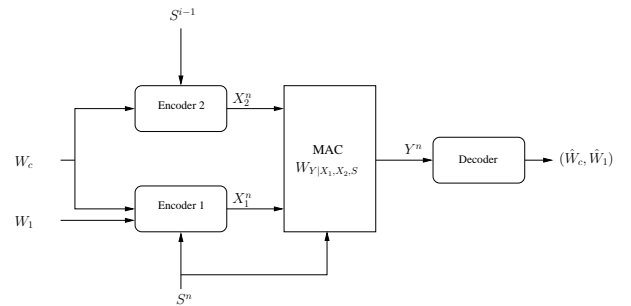 S^{i-1}
Encoder 2
X_2^n
MAC
W_{Y|X_1,X_2,S}
Y^n
Decoder
(\hat{W}_c, \hat{W}_1)
W_c
Encoder 1
X_1^n
W_1
S^n